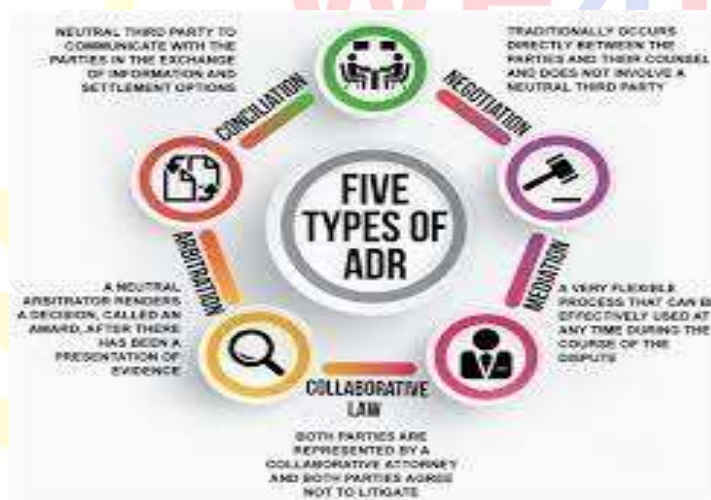 NEUTRAL THIRD PARTY TO
COMMUNICATE WITH THE
PARTIES IN THE EXCHANGE
OF INFORMATION AND
SETTLEMENT OPTIONS
CONCILIATION
TRADITIONALLY OCCURS
DIRECTLY BETWEEN THE
PARTIES AND THEIR COUNSEL
AND DOES NOT INVOLVE A
NEUTRAL THIRD PARTY
NEGOTIATION
FIVE
TYPES OF
ADR
ARBITRATION
A NEUTRAL
ARBITRATOR RENDERS
A DECISION, CALLED AN
AWARD, AFTER THERE
HAS BEEN A
PRESENTATION OF
EVIDENCE
MEDIATION
A VERY FLEXIBLE
PROCESS THAT CAN BE
EFFECTIVELY USED AT
ANY TIME DURING THE
COURSE OF THE
DISPUTE
COLLABORATIVE
LAW
BOTH PARTIES ARE
REPRESENTED BY A
COLLABORATIVE ATTORNEY
AND BOTH PARTIES AGREE
NOT TO LITIGATE